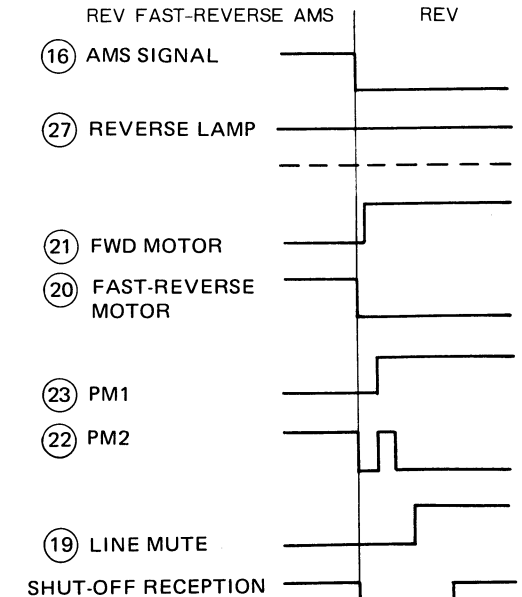 REV FAST-REVERSE AMS REV
16 AMS SIGNAL
27 REVERSE LAMP
21 FWD MOTOR
20 FAST-REVERSE
MOTOR
23 PM1
22 PM2
19 LINE MUTE
SHUT-OFF RECEPTION